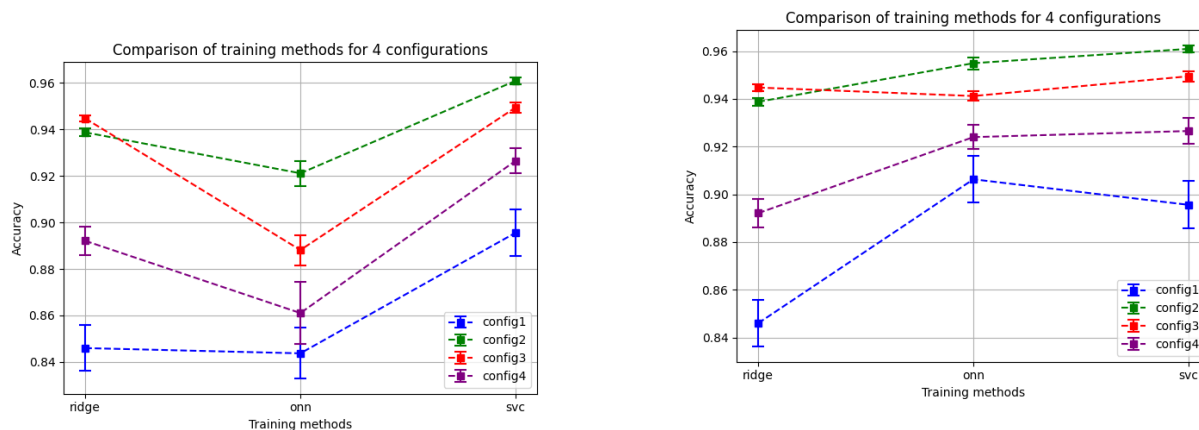 Comparison of training methods for 4 configurations
0.96
0.94
0.92
0.90
0.88
0.86
0.84
Accuracy
ridge
onn
svc
Training methods
config1
config2
config3
config4
Comparison of training methods for 4 configurations
0.96
0.94
0.92
0.90
0.88
0.86
0.84
Accuracy
ridge
onn
svc
Training methods
config1
config2
config3
config4